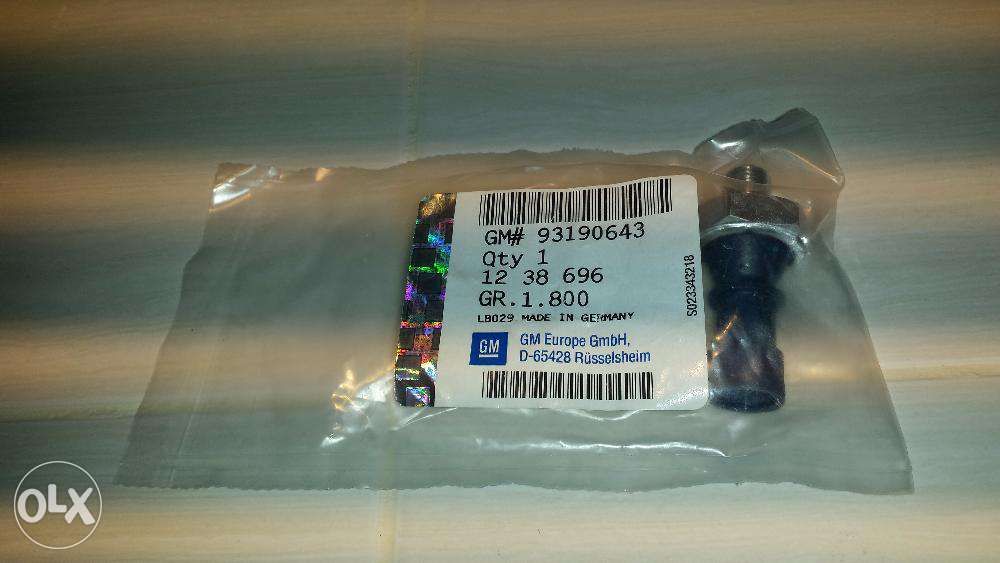 GM# 93190643
Qty 1
12 38 696
GR.1.800
LB029 MADE IN GERMANY
GM
GM Europe GmbH,
D-65428 Rüsselsheim
S023343218
OLX